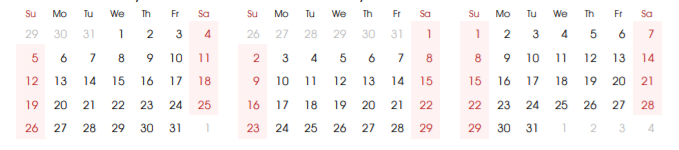 Su Mo Tu We Th Fr Sa
29 30 31 1 2 3 4
5 6 7 8 9 10 11
12 13 14 15 16 17 18
19 20 21 22 23 24 25
26 27 28 29 30 31 1
Su Mo Tu We Th Fr Sa
26 27 28 29 30 31 1
2 3 4 5 6 7 8
9 10 11 12 13 14 15
16 17 18 19 20 21 22
23 24 25 26 27 28 29
Su Mo Tu We Th Fr Sa
1 2 3 4 5 6 7
8 9 10 11 12 13 14
15 16 17 18 19 20 21
22 23 24 25 26 27 28
29 30 31 1 2 3 4